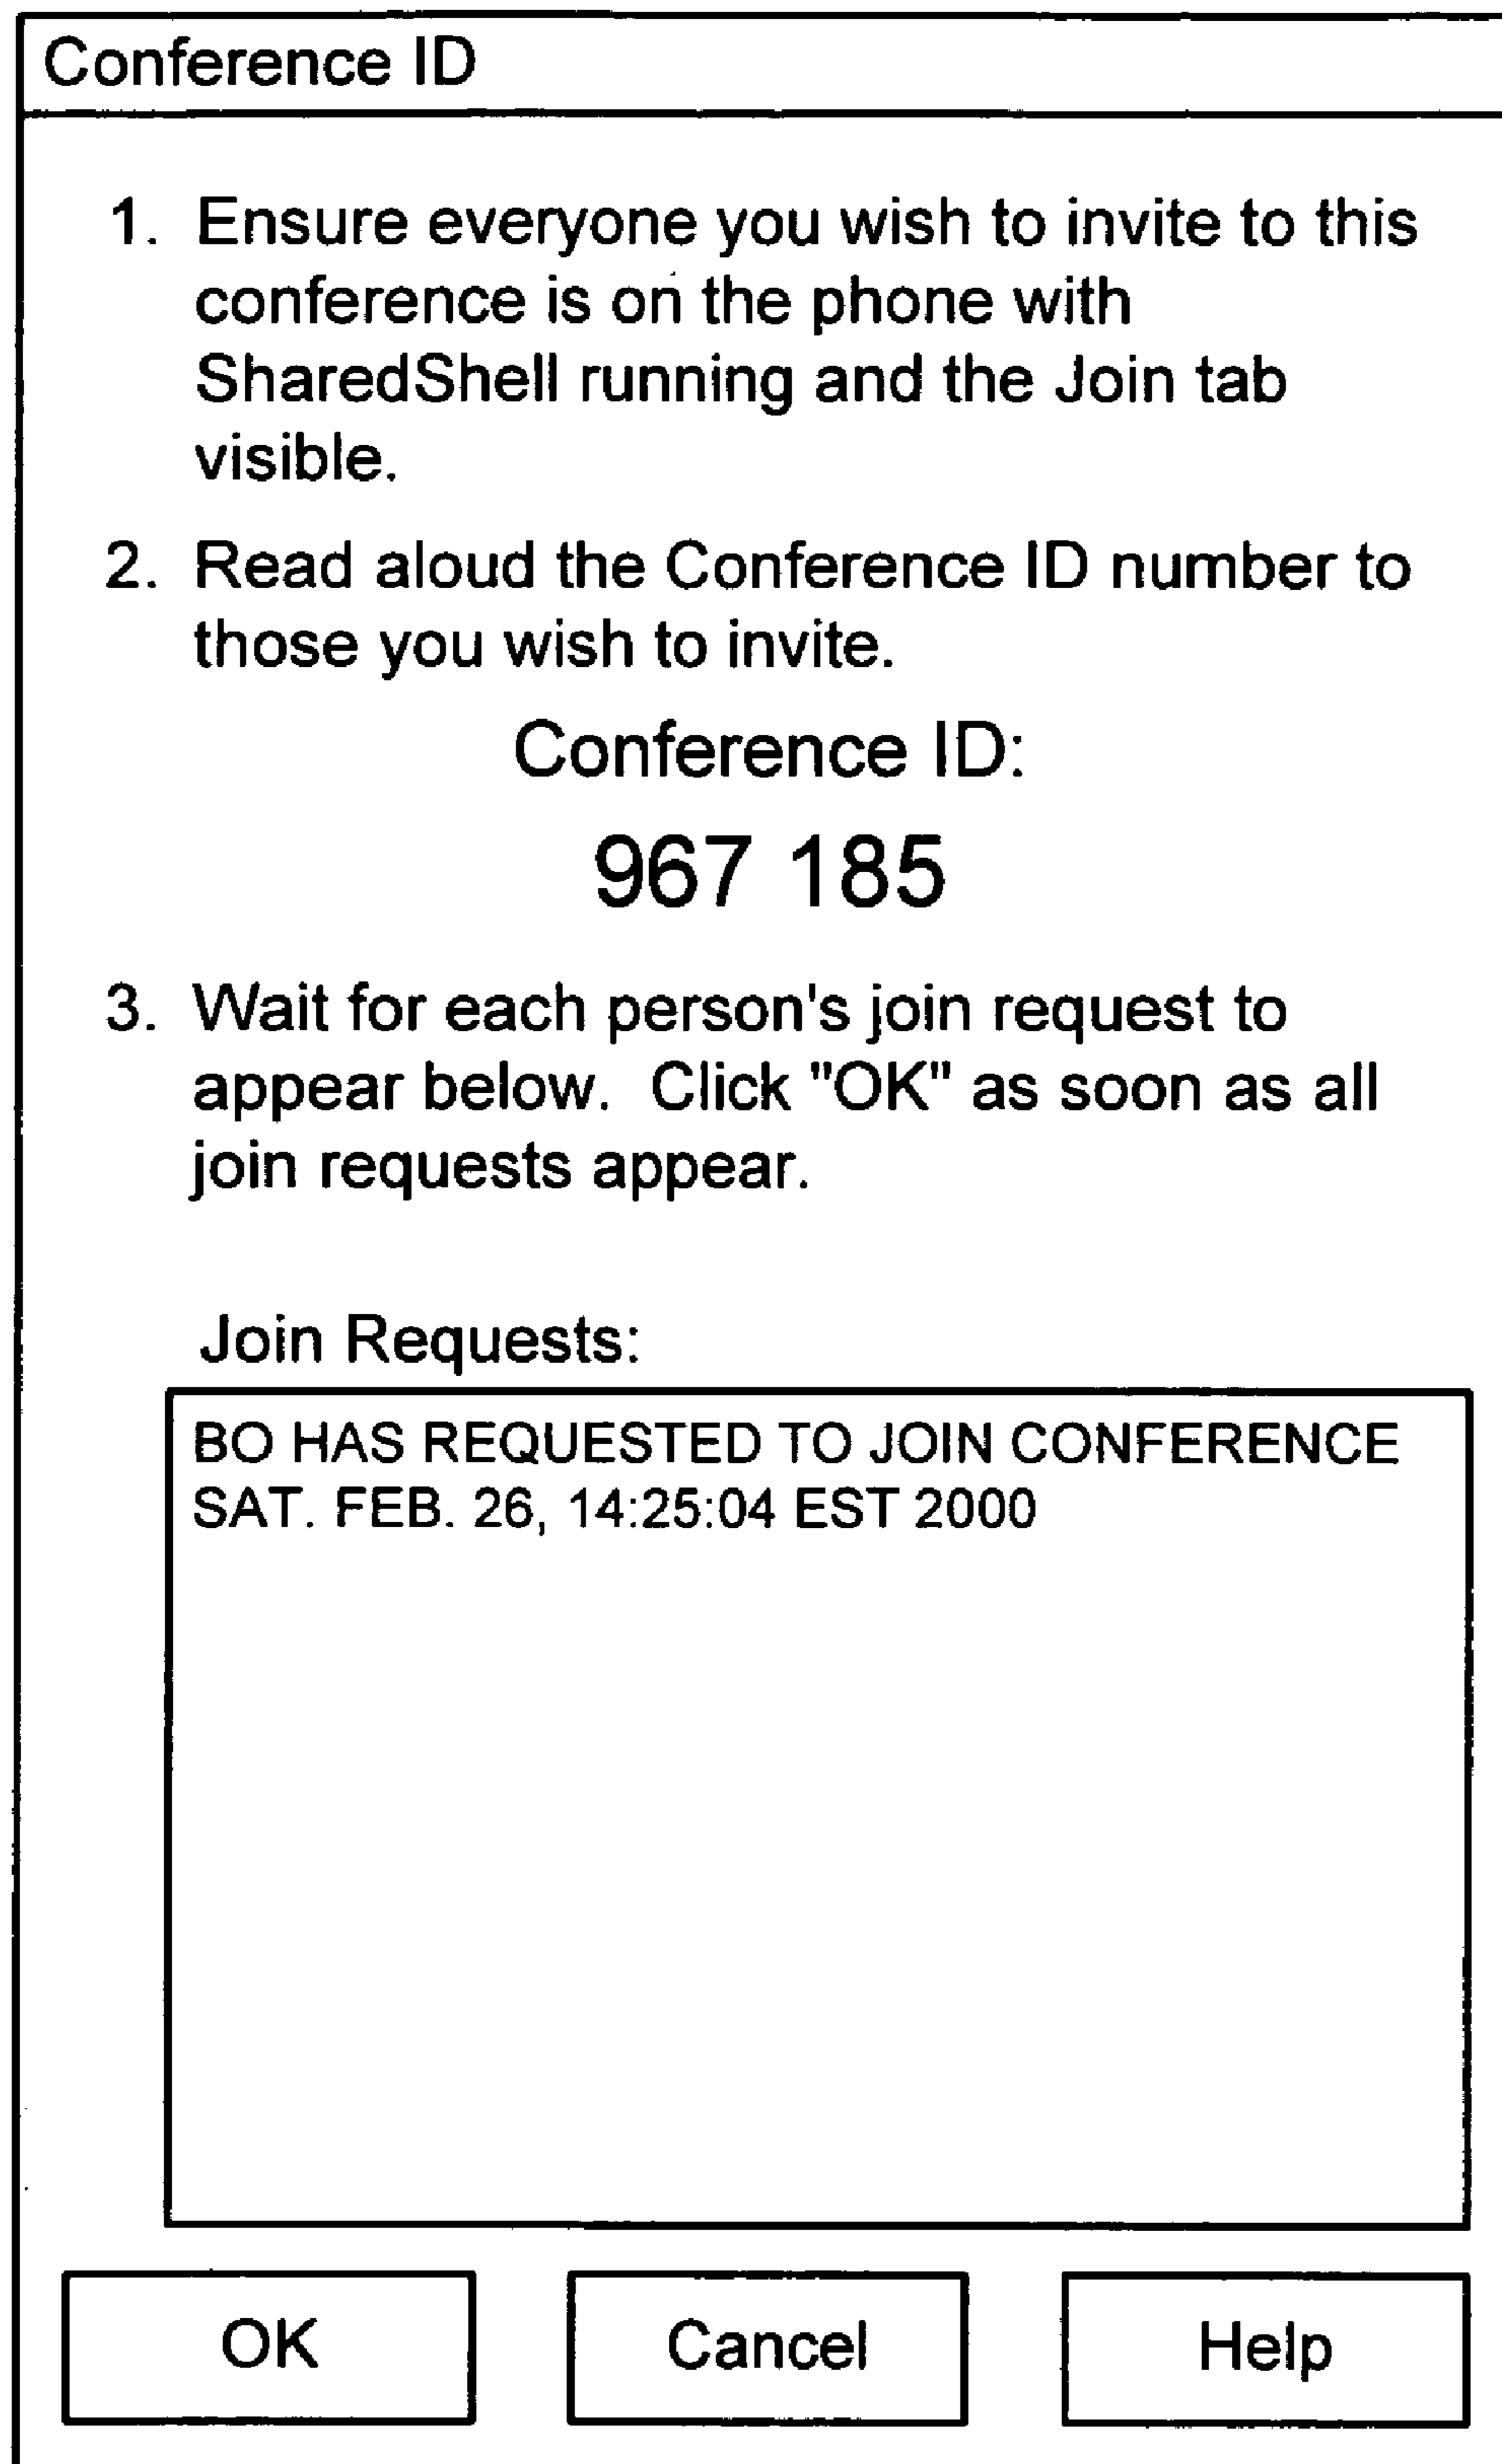 Conference ID
1. Ensure everyone you wish to invite to this
conference is on the phone with
SharedShell running and the Join tab
visible.
2. Read aloud the Conference ID number to
those you wish to invite.
Conference ID:
967 185
3. Wait for each person's join request to
appear below. Click "OK" as soon as all
join requests appear.
Join Requests:
BO HAS REQUESTED TO JOIN CONFERENCE
SAT. FEB. 26, 14:25:04 EST 2000
OK
Cancel
Help